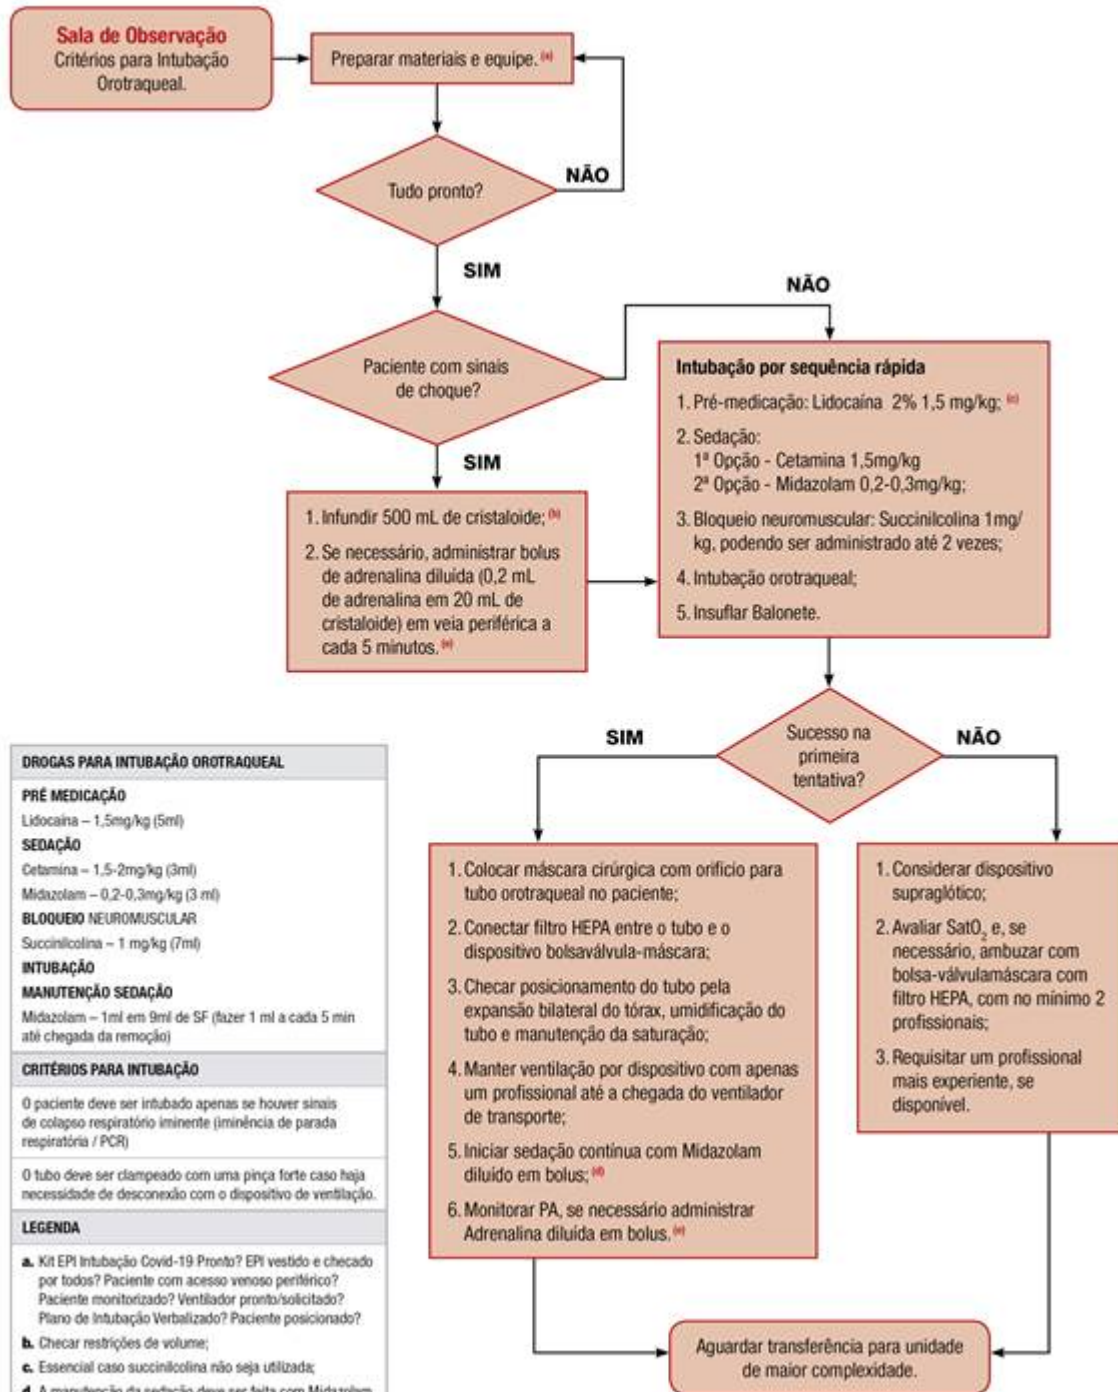 Sala de Observação
Critérios para Intubação
Orotraqueal.
Preparar materiais e equipe. (a)
Tudo pronto?
NÃO
SIM
Paciente com sinais
de choque?
NÃO
SIM
1. Infundir 500 mL de cristaloide; (b)
2. Se necessário, administrar bolus
de adrenalina diluída (0,2 mL
de adrenalina em 20 mL de
cristaloide) em veia periférica a
cada 5 minutos. (e)
Intubação por sequência rápida
1. Pré-medicação: Lidocaína 2% 1,5 mg/kg; (c)
2. Sedação:
1ª Opção - Cetamina 1,5mg/kg
2ª Opção - Midazolam 0,2-0,3mg/kg;
3. Bloqueio neuromuscular: Succinilcolina 1mg/
kg, podendo ser administrado até 2 vezes;
4. Intubação orotraqueal;
5. Insuflar Balonete.
Sucesso na
primeira
tentativa?
SIM
NÃO
1. Colocar máscara cirúrgica com orifício para
tubo orotraqueal no paciente;
2. Conectar filtro HEPA entre o tubo e o
dispositivo bolsaválvula-máscara;
3. Checar posicionamento do tubo pela
expansão bilateral do tórax, umidificação do
tubo e manutenção da saturação;
4. Manter ventilação por dispositivo com apenas
um profissional até a chegada do ventilador
de transporte;
5. Iniciar sedação contínua com Midazolam
diluído em bolus; (d)
6. Monitorar PA, se necessário administrar
Adrenalina diluída em bolus. (e)
1. Considerar dispositivo
supraglótico;
2. Avaliar SatO₂ e, se
necessário, ambuzar com
bolsa-válvulamáscara com
filtro HEPA, com no mínimo 2
profissionais;
3. Requisitar um profissional
mais experiente, se
disponível.
Aguardar transferência para unidade
de maior complexidade.
DROGAS PARA INTUBAÇÃO OROTRAQUEAL
PRÉ MEDICAÇÃO
Lidocaína – 1,5mg/kg (5ml)
SEDAÇÃO
Cetamina – 1,5-2mg/kg (3ml)
Midazolam – 0,2-0,3mg/kg (3 ml)
BLOQUEIO NEUROMUSCULAR
Succinilcolina – 1 mg/kg (7ml)
INTUBAÇÃO
MANUTENÇÃO SEDAÇÃO
Midazolam – 1ml em 9ml de SF (fazer 1 ml a cada 5 min
até chegada da remoção)
CRITÉRIOS PARA INTUBAÇÃO
O paciente deve ser intubado apenas se houver sinais
de colapso respiratório iminente (iminência de parada
respiratória / PCR)
O tubo deve ser clampeado com uma pinça forte caso haja
necessidade de desconexão com o dispositivo de ventilação.
LEGENDA
a. Kit EPI Intubação Covid-19 Pronto? EPI vestido e checado
por todos? Paciente com acesso venoso periférico?
Paciente monitorizado? Ventilador pronto/solicitado?
Plano de Intubação Verbalizado? Paciente posicionado?
b. Checar restrições de volume;
c. Essencial caso succinilcolina não seja utilizada;
d. A manutenção da sedação deve ser feita com Midazolam